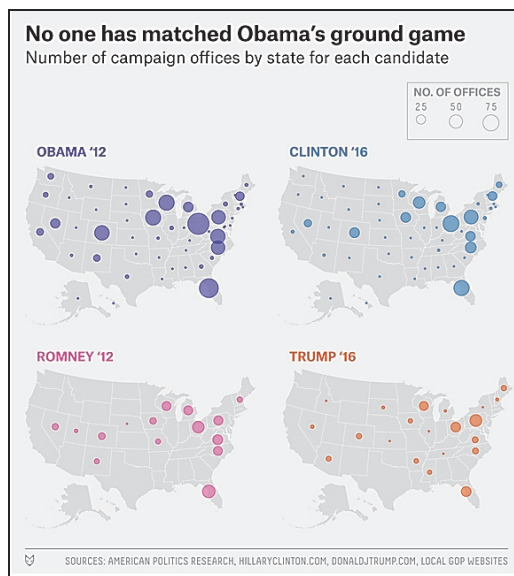 No one has matched Obama’s ground game
Number of campaign offices by state for each candidate
NO. OF OFFICES
25 50 75
OBAMA ‘12
CLINTON ‘16
ROMNEY ‘12
TRUMP ‘16
SOURCES: AMERICAN POLITICS RESEARCH, HILLARYCLINTON.COM, DONALDJTRUMP.COM, LOCAL GOP WEBSITES